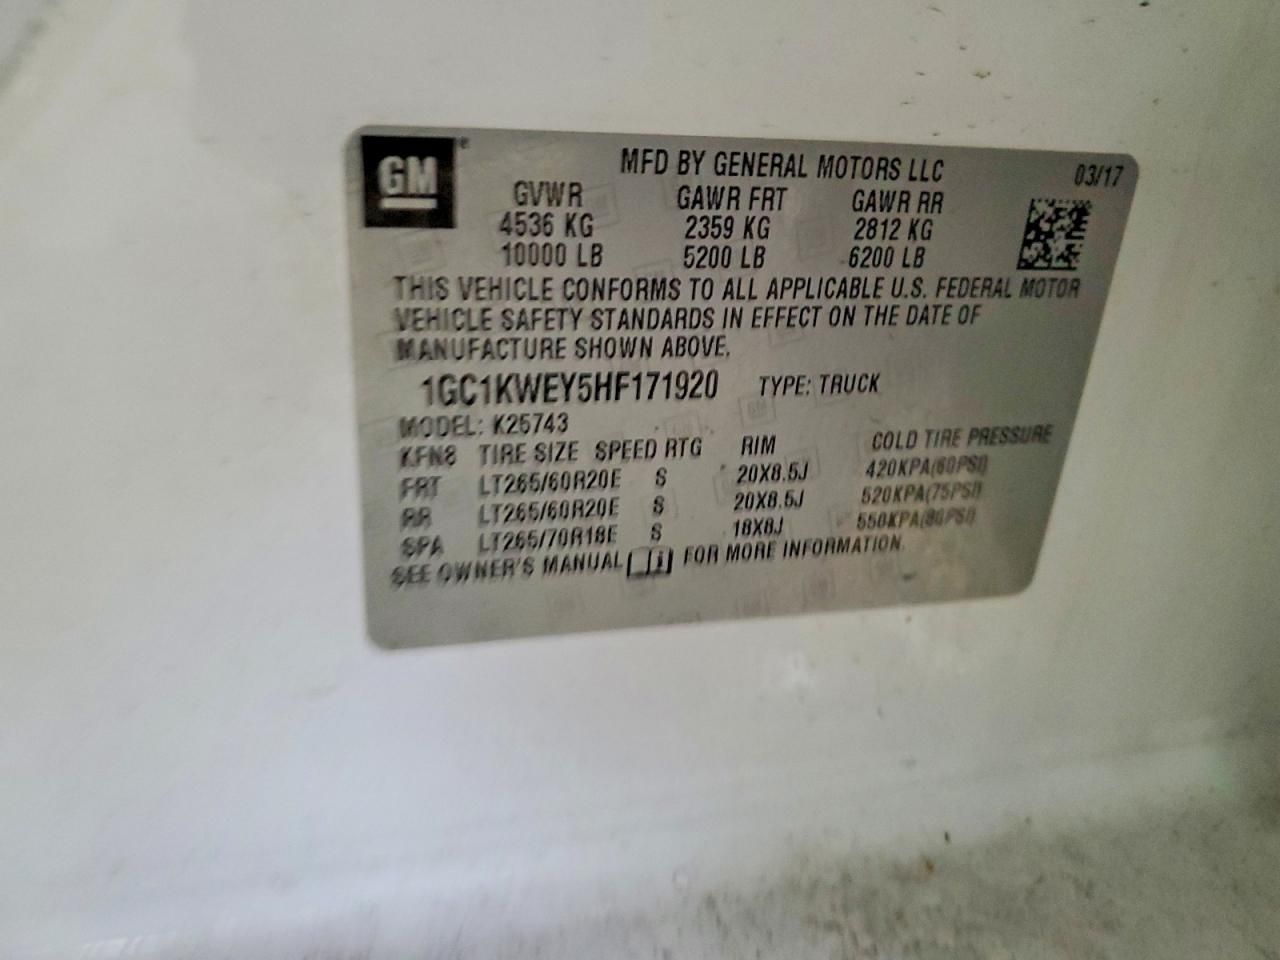 GM
MFD BY GENERAL MOTORS LLC 03/17
GVWR GAWR FRT GAWR RR
4536 KG 2359 KG 2812 KG
10000 LB 5200 LB 6200 LB
THIS VEHICLE CONFORMS TO ALL APPLICABLE U.S. FEDERAL MOTOR
VEHICLE SAFETY STANDARDS IN EFFECT ON THE DATE OF
MANUFACTURE SHOWN ABOVE.
1GC1KWEY5HF171920 TYPE: TRUCK
MODEL: K25743
KFN8 TIRE SIZE SPEED RTG RIM COLD TIRE PRESSURE
FRT LT265/60R20E S 20X8.5J 420KPA(60PSI)
RR LT265/60R20E S 20X8.5J 520KPA(75PSI)
SPA LT265/70R18E S 18X8J 550KPA(80PSI)
SEE OWNER'S MANUAL FOR MORE INFORMATION.